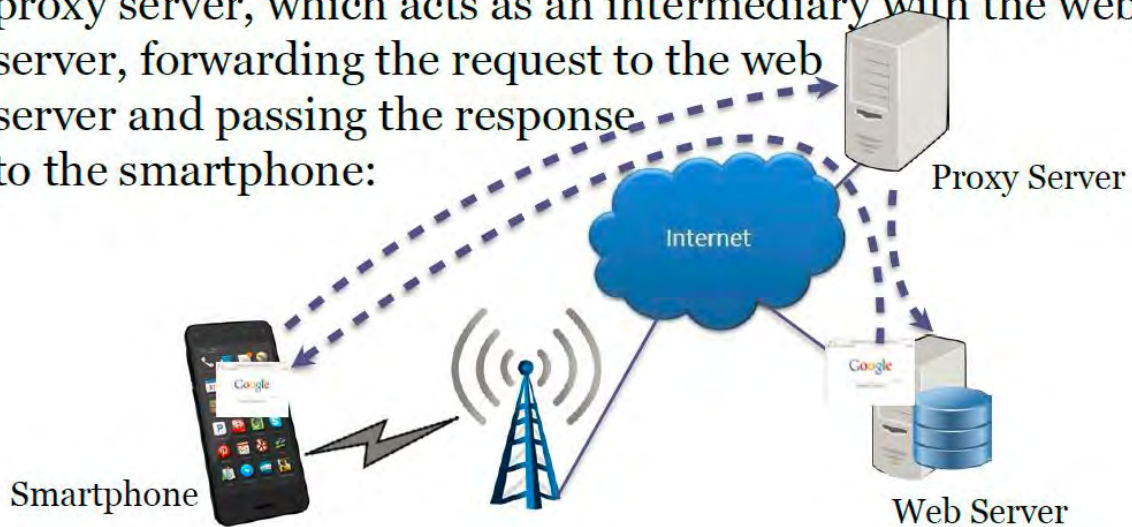 proxy server, which acts as an intermediary with the web
server, forwarding the request to the web
server and passing the response
to the smartphone:
Proxy Server
Internet
Google
Google
Smartphone
Web Server